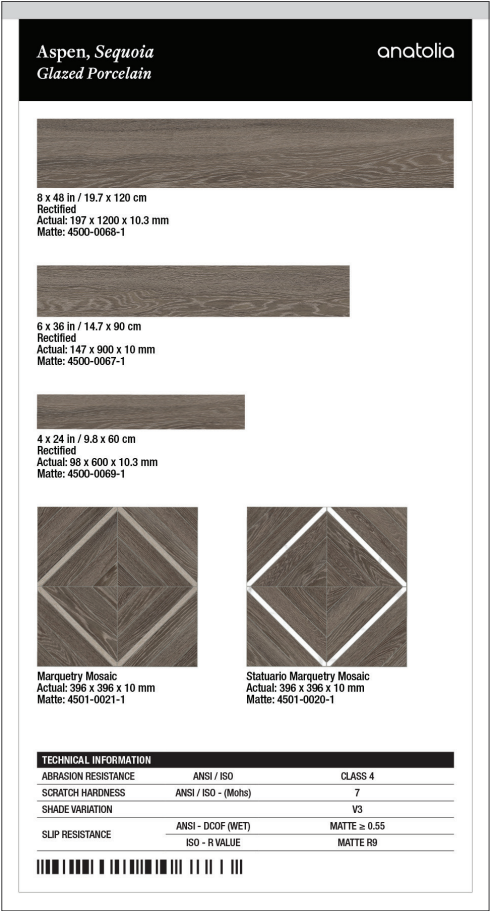 Aspen, Sequoia
anatolia
Glazed Porcelain
8 x 48 in / 19.7 x 120 cm
Rectified
Actual: 197 x 1200 x 10.3 mm
Matte: 4500-0068-1
6 x 36 in / 14.7 x 90 cm
Rectified
Actual: 147 x 900 x 10 mm
Matte: 4500-0067-1
4 x 24 in / 9.8 x 60 cm
Rectified
Actual: 98 x 600 x 10.3 mm
Matte: 4500-0069-1
Marquetry Mosaic
Actual: 396 x 396 x 10 mm
Matte: 4501-0021-1
Statuario Marquetry Mosaic
Actual: 396 x 396 x 10 mm
Matte: 4501-0020-1
TECHNICAL INFORMATION
ABRASION RESISTANCE ANSI / ISO CLASS 4
SCRATCH HARDNESS ANSI / ISO - (Mohs) 7
SHADE VARIATION V3
SLIP RESISTANCE ANSI - DCOF (WET) MATTE ≥ 0.55
ISO - R VALUE MATTE R9